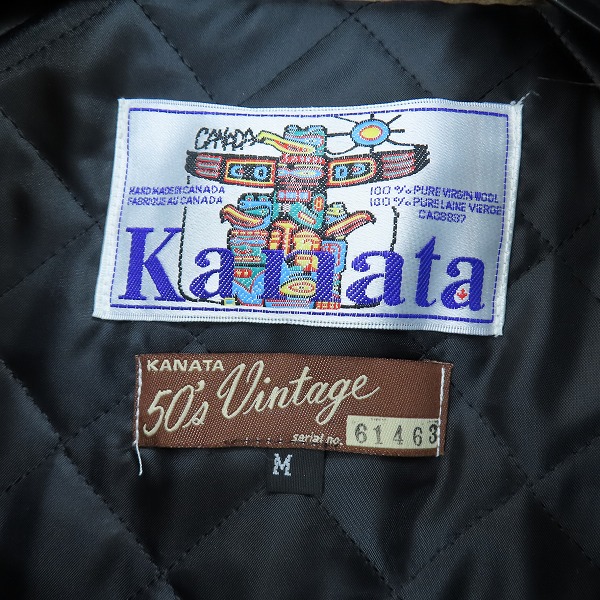 CANADA
HAND MADE IN CANADA
FABRIQUE AU CANADA
100% PURE VIRGIN WOOL
100% PURE LAINE VIERGE
CA08837
Kanata
KANATA
50's Vintage
serial no. 61463
M